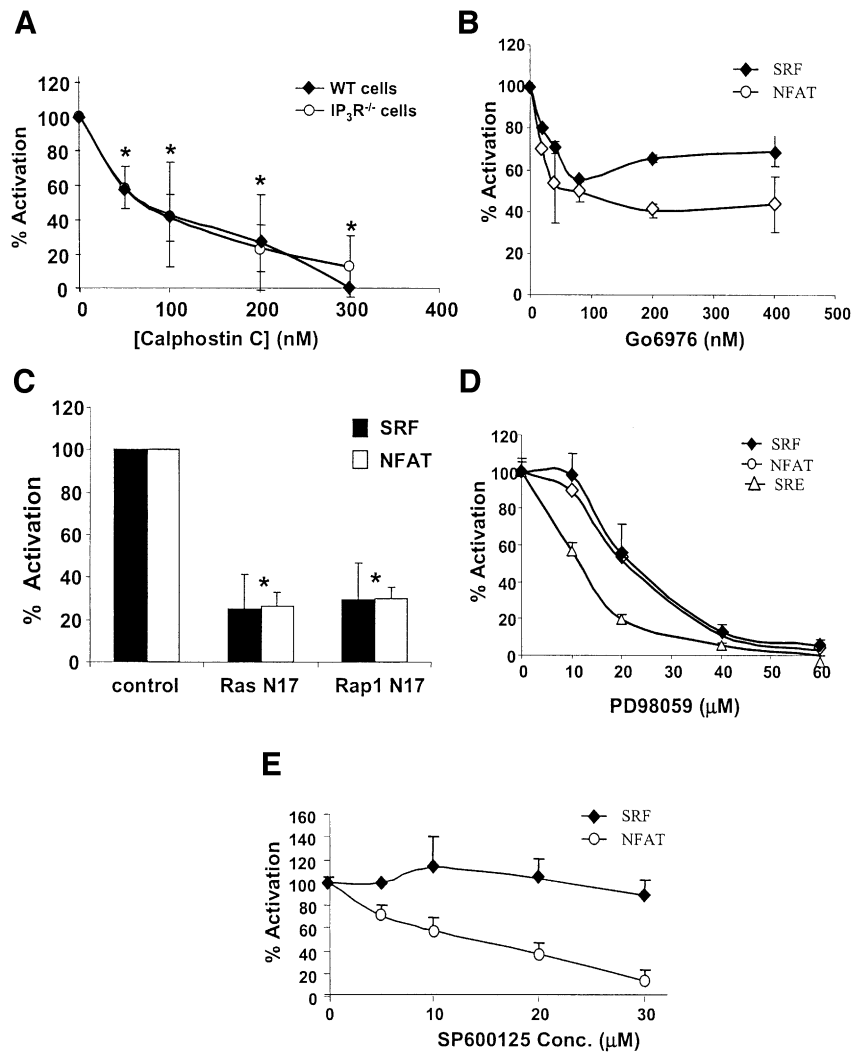 A
% Activation
120
100
80
60
40
20
0
0 100 200 300 400
[Calphostin C] (nM)
WT cells
IP3R-/- cells
* * * *
B
% Activation
120
100
80
60
40
20
0
0 100 200 300 400 500
Go6976 (nM)
SRF
NFAT
C
% Activation
120
100
80
60
40
20
0
control Ras N17 Rap1 N17
SRF
NFAT
* *
D
% Activation
120
100
80
60
40
20
0
0 10 20 30 40 50 60
PD98059 (μM)
SRF
NFAT
SRE
E
% Activation
160
140
120
100
80
60
40
20
0
0 10 20 30
SP600125 Conc. (μM)
SRF
NFAT